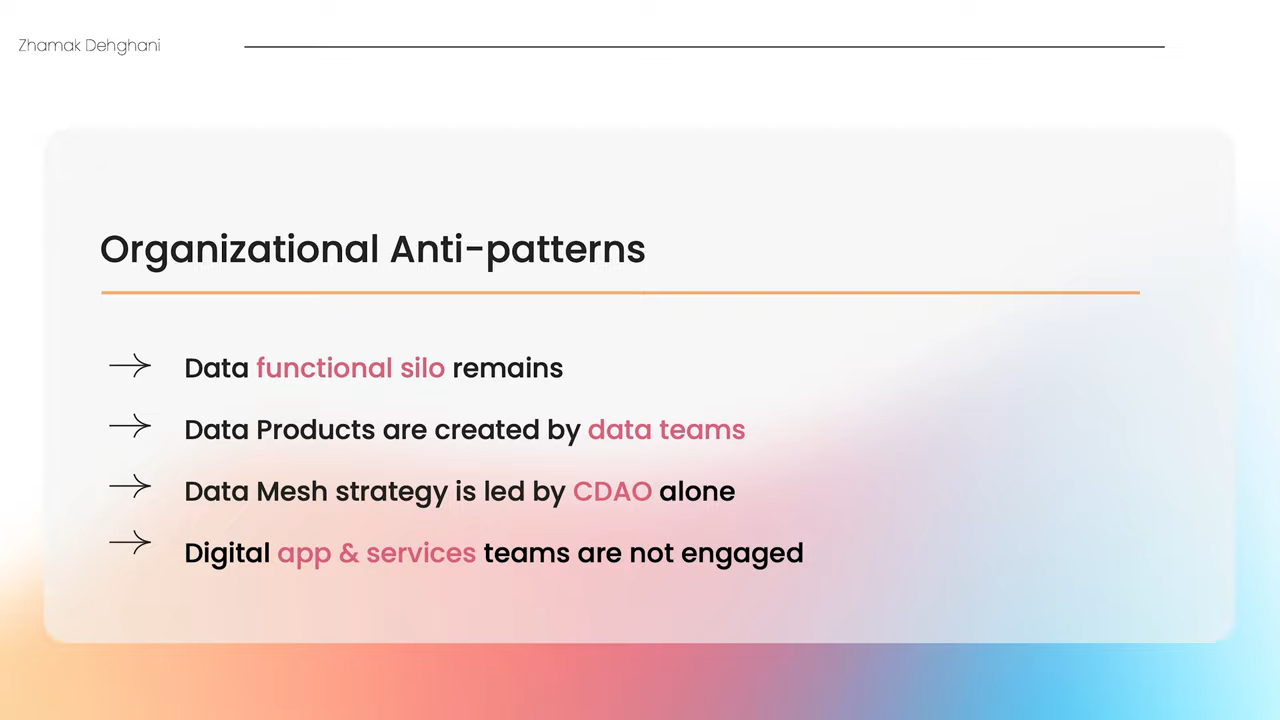 Zhamak Dehghani
Organizational Anti-patterns
Data functional silo remains
Data Products are created by data teams
Data Mesh strategy is led by CDAO alone
Digital app & services teams are not engaged